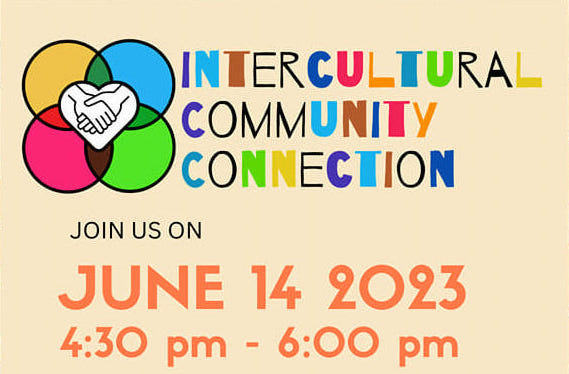 INTERCULTURAL
COMMUNITY
CONNECTION
JOIN US ON
JUNE 14 2023
4:30 pm - 6:00 pm